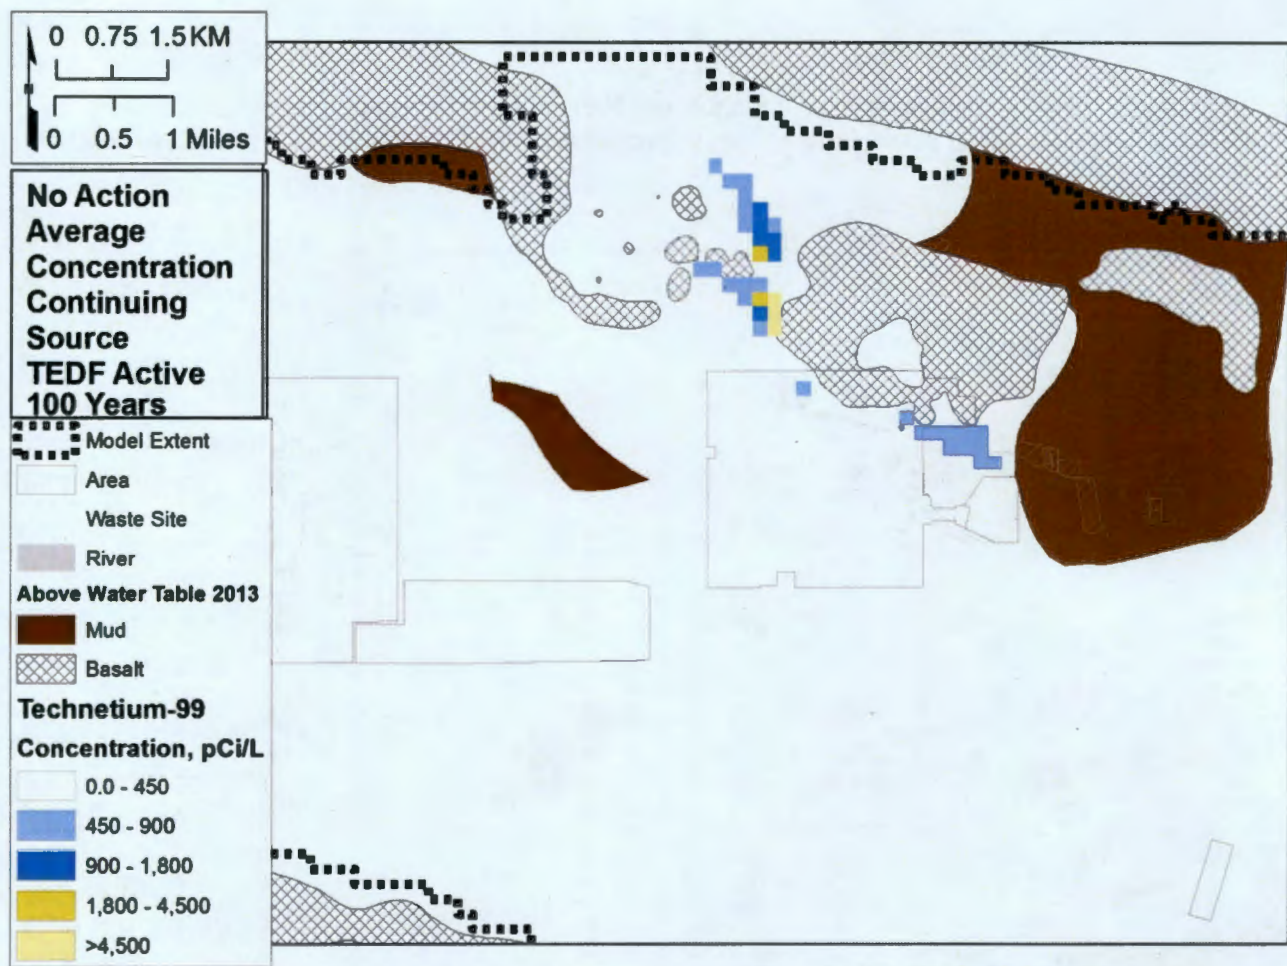 0 0.75 1.5 KM
0 0.5 1 Miles
No Action
Average
Concentration
Continuing
Source
TEDF Active
100 Years
Model Extent
Area
Waste Site
River
Above Water Table 2013
Mud
Basalt
Technetium-99
Concentration, pCi/L
0.0 - 450
450 - 900
900 - 1,800
1,800 - 4,500
>4,500